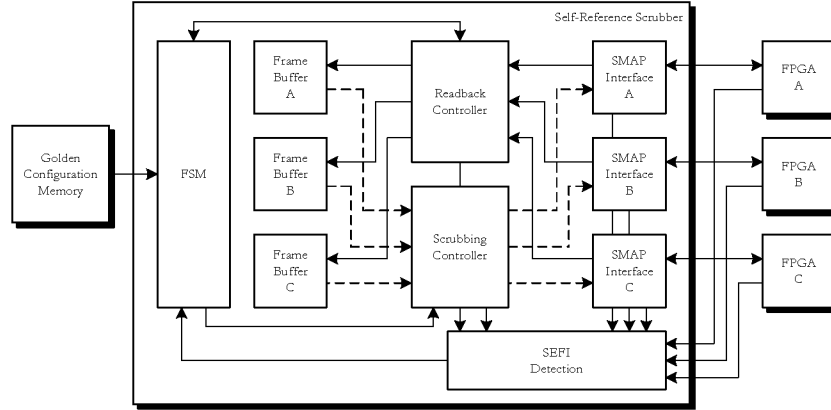 Self-Reference Scrubber
Golden
Configuration
Memory
FSM
Frame
Buffer
A
Frame
Buffer
B
Frame
Buffer
C
Readback
Controller
Scrubbing
Controller
SMAP
Interface
A
SMAP
Interface
B
SMAP
Interface
C
SEFI
Detection
FPGA
A
FPGA
B
FPGA
C